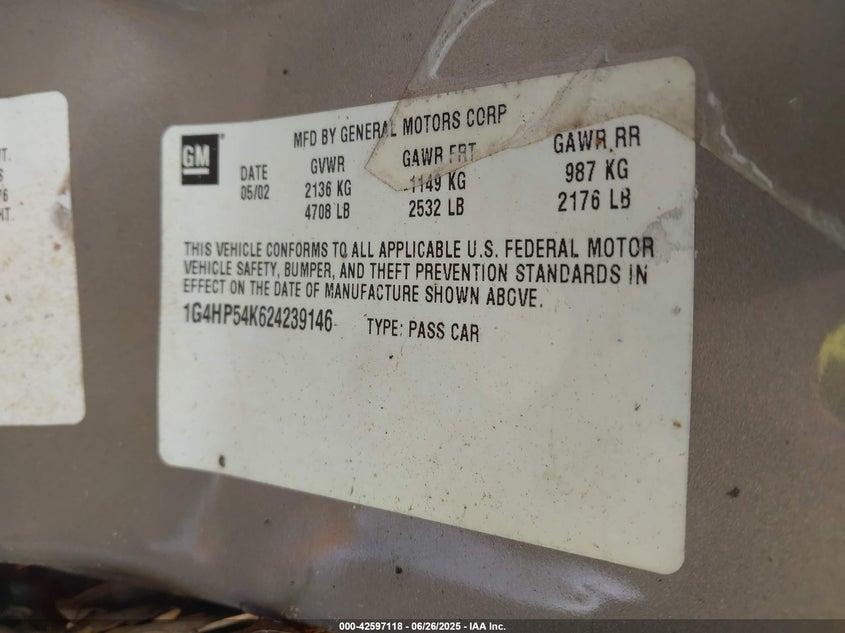 GM
MFD BY GENERAL MOTORS CORP
DATE GVWR GAWR FRT GAWR RR
05/02 2136 KG 1149 KG 987 KG
4708 LB 2532 LB 2176 LB
THIS VEHICLE CONFORMS TO ALL APPLICABLE U.S. FEDERAL MOTOR
VEHICLE SAFETY, BUMPER, AND THEFT PREVENTION STANDARDS IN
EFFECT ON THE DATE OF MANUFACTURE SHOWN ABOVE.
1G4HP54K624239146 TYPE: PASS CAR
000-42597118 - 06/26/2025 - IAA Inc.